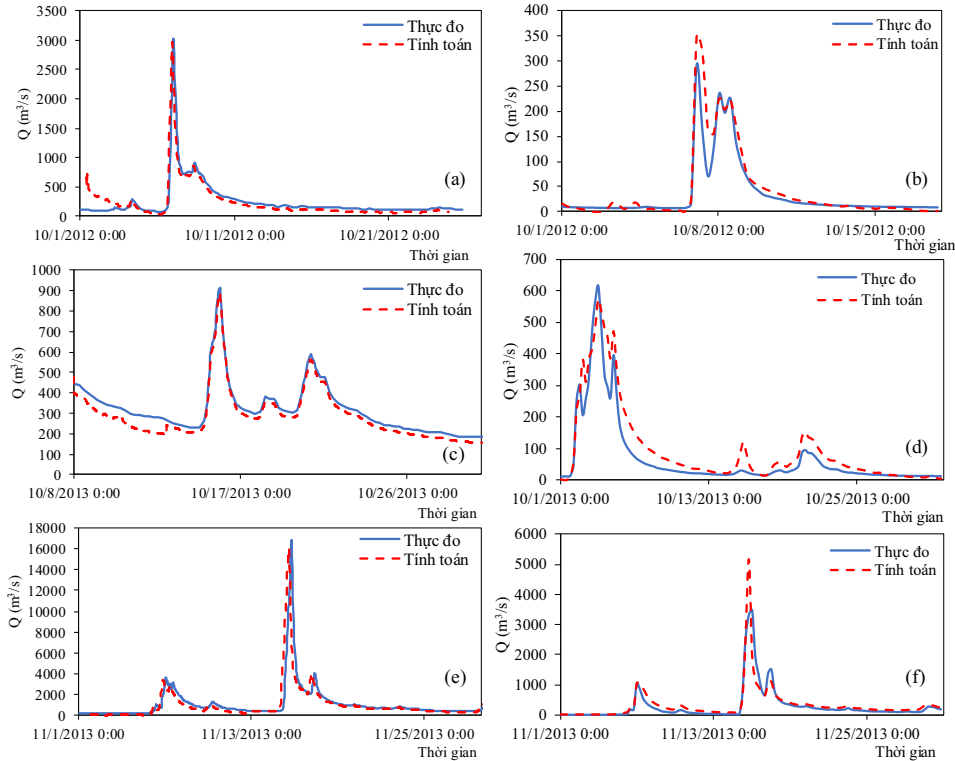 3500
3000
2500
2000
1500
1000
500
0
Q (m³/s)
Thực đo
Tính toán
(a)
10/1/2012 0:00 10/11/2012 0:00 10/21/2012 0:00
Thời gian
400
350
300
250
200
150
100
50
0
Q (m³/s)
Thực đo
Tính toán
(b)
10/1/2012 0:00 10/8/2012 0:00 10/15/2012 0:00
Thời gian
1000
900
800
700
600
500
400
300
200
100
0
Q (m³/s)
Thực đo
Tính toán
(c)
10/8/2013 0:00 10/17/2013 0:00 10/26/2013 0:00
Thời gian
700
600
500
400
300
200
100
0
Q (m³/s)
Thực đo
Tính toán
(d)
10/1/2013 0:00 10/13/2013 0:00 10/25/2013 0:00
Thời gian
18000
16000
14000
12000
10000
8000
6000
4000
2000
0
Q (m³/s)
Thực đo
Tính toán
(e)
11/1/2013 0:00 11/13/2013 0:00 11/25/2013 0:00
Thời gian
6000
5000
4000
3000
2000
1000
0
Q (m³/s)
Thực đo
Tính toán
(f)
11/1/2013 0:00 11/13/2013 0:00 11/25/2013 0:00
Thời gian